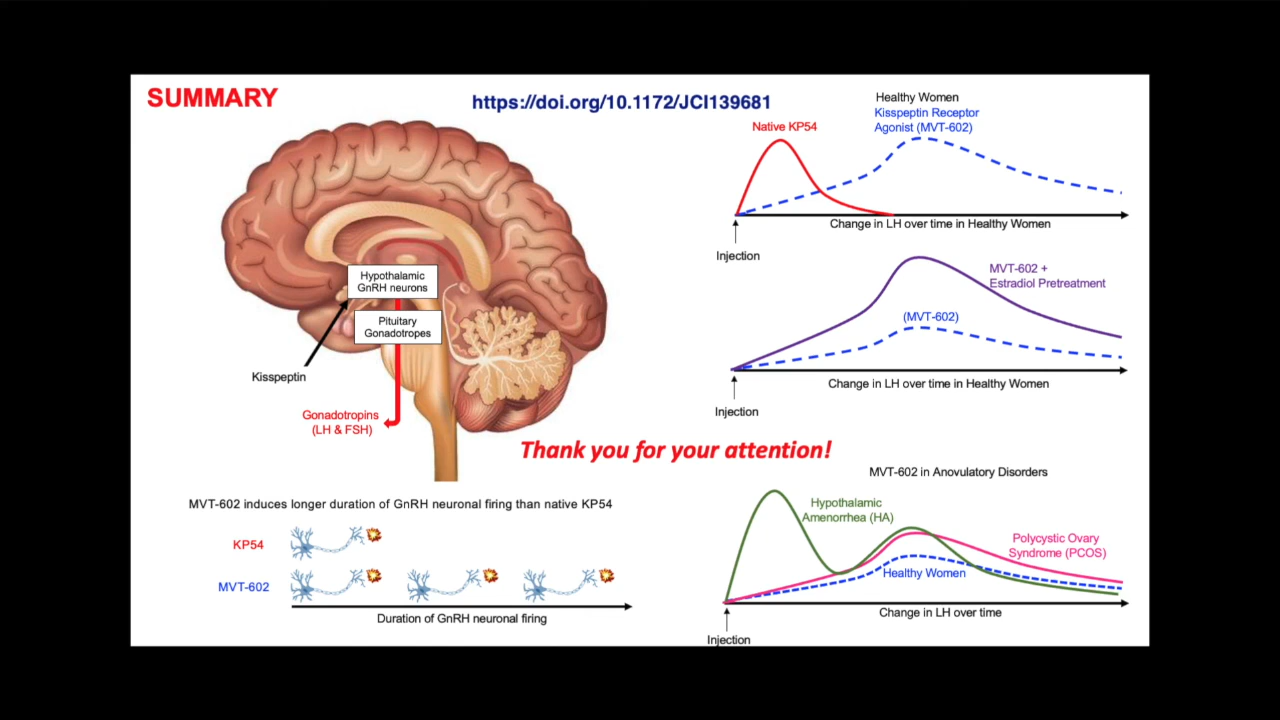 SUMMARY
https://doi.org/10.1172/JCI139681
Hypothalamic
GnRH neurons
Pituitary
Gonadotropes
Kisspeptin
Gonadotropins
(LH & FSH)
Healthy Women
Kisspeptin Receptor
Agonist (MVT-602)
Native KP54
Change in LH over time in Healthy Women
Injection
MVT-602 +
Estradiol Pretreatment
(MVT-602)
Change in LH over time in Healthy Women
Injection
Thank you for your attention!
MVT-602 induces longer duration of GnRH neuronal firing than native KP54
KP54
MVT-602
Duration of GnRH neuronal firing
MVT-602 in Anovulatory Disorders
Hypothalamic
Amenorrhea (HA)
Polycystic Ovary
Syndrome (PCOS)
Healthy Women
Change in LH over time
Injection